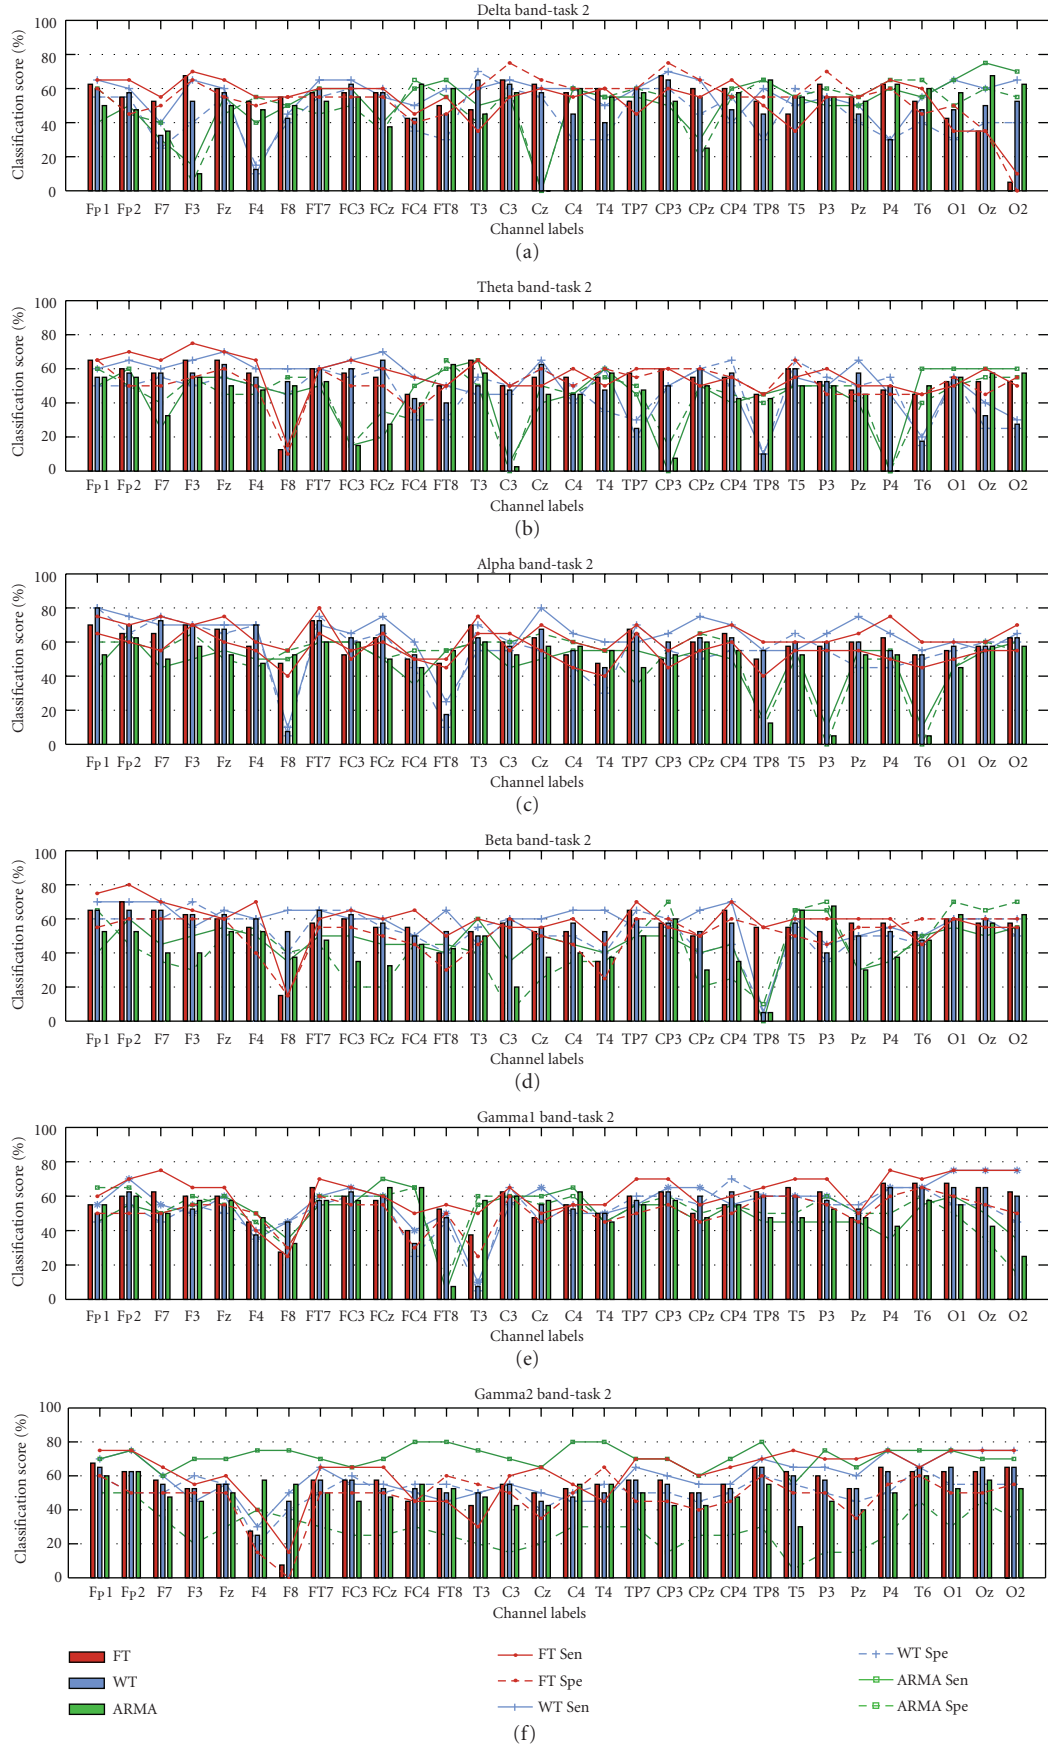 Delta band-task 2
Classification score (%)
100
80
60
40
20
0
Fp1 Fp2 F7 F3 Fz F4 F8 FT7 FC3 FCz FC4 FT8 T3 C3 Cz C4 T4 TP7 CP3 CPz CP4 TP8 T5 P3 Pz P4 T6 O1 Oz O2
Channel labels
(a)
Theta band-task 2
Classification score (%)
100
80
60
40
20
0
Fp1 Fp2 F7 F3 Fz F4 F8 FT7 FC3 FCz FC4 FT8 T3 C3 Cz C4 T4 TP7 CP3 CPz CP4 TP8 T5 P3 Pz P4 T6 O1 Oz O2
Channel labels
(b)
Alpha band-task 2
Classification score (%)
100
80
60
40
20
0
Fp1 Fp2 F7 F3 Fz F4 F8 FT7 FC3 FCz FC4 FT8 T3 C3 Cz C4 T4 TP7 CP3 CPz CP4 TP8 T5 P3 Pz P4 T6 O1 Oz O2
Channel labels
(c)
Beta band-task 2
Classification score (%)
100
80
60
40
20
0
Fp1 Fp2 F7 F3 Fz F4 F8 FT7 FC3 FCz FC4 FT8 T3 C3 Cz C4 T4 TP7 CP3 CPz CP4 TP8 T5 P3 Pz P4 T6 O1 Oz O2
Channel labels
(d)
Gamma1 band-task 2
Classification score (%)
100
80
60
40
20
0
Fp1 Fp2 F7 F3 Fz F4 F8 FT7 FC3 FCz FC4 FT8 T3 C3 Cz C4 T4 TP7 CP3 CPz CP4 TP8 T5 P3 Pz P4 T6 O1 Oz O2
Channel labels
(e)
Gamma2 band-task 2
Classification score (%)
100
80
60
40
20
0
Fp1 Fp2 F7 F3 Fz F4 F8 FT7 FC3 FCz FC4 FT8 T3 C3 Cz C4 T4 TP7 CP3 CPz CP4 TP8 T5 P3 Pz P4 T6 O1 Oz O2
Channel labels
FT
WT
ARMA
FT Sen
FT Spe
WT Sen
WT Spe
ARMA Sen
ARMA Spe
(f)